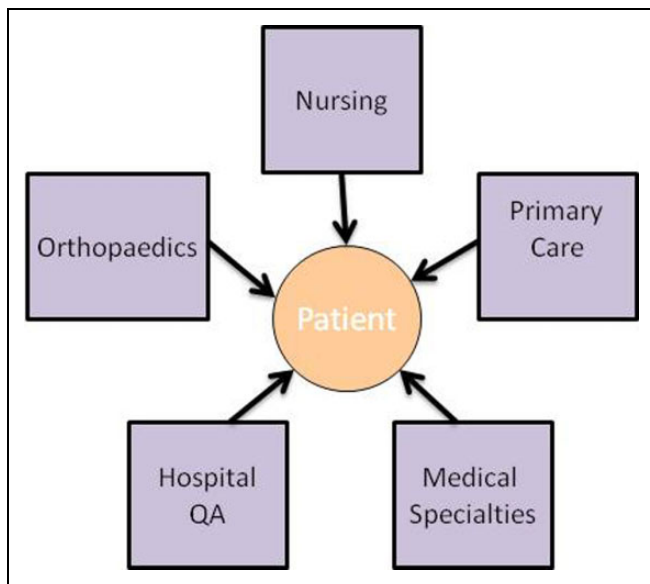 Nursing
Orthopaedics
Primary
Care
Patient
Hospital
QA
Medical
Specialties